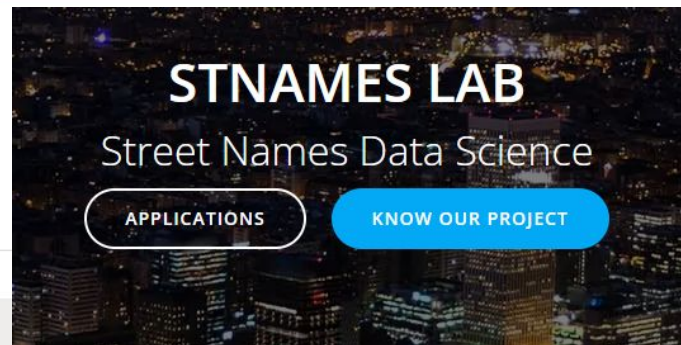 STNAMES LAB
Street Names Data Science
APPLICATIONS
KNOW OUR PROJECT